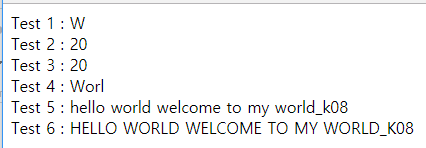 Test 1 : W
Test 2 : 20
Test 3 : 20
Test 4 : Worl
Test 5 : hello world welcome to my world_k08
Test 6 : HELLO WORLD WELCOME TO MY WORLD_K08